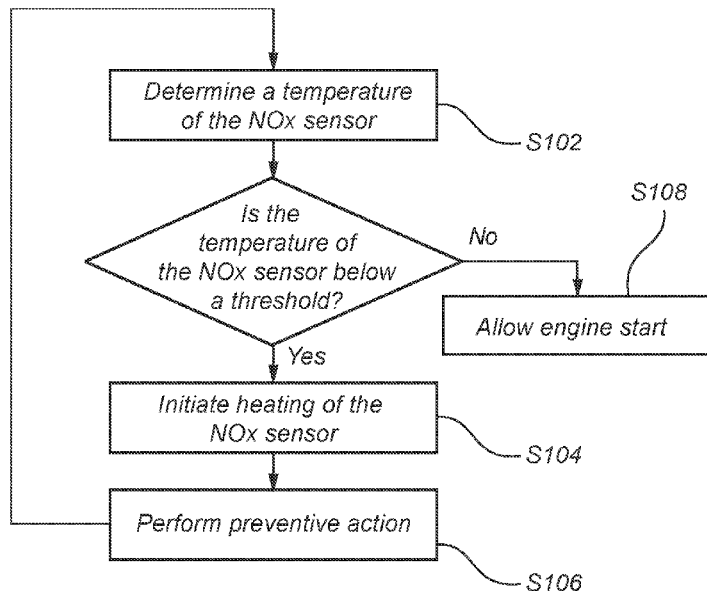 Determine a temperature
of the NOx sensor
S102
Is the
temperature of
the NOx sensor below
a threshold?
No
S108
Allow engine start
Yes
Initiate heating of the
NOx sensor
S104
Perform preventive action
S106